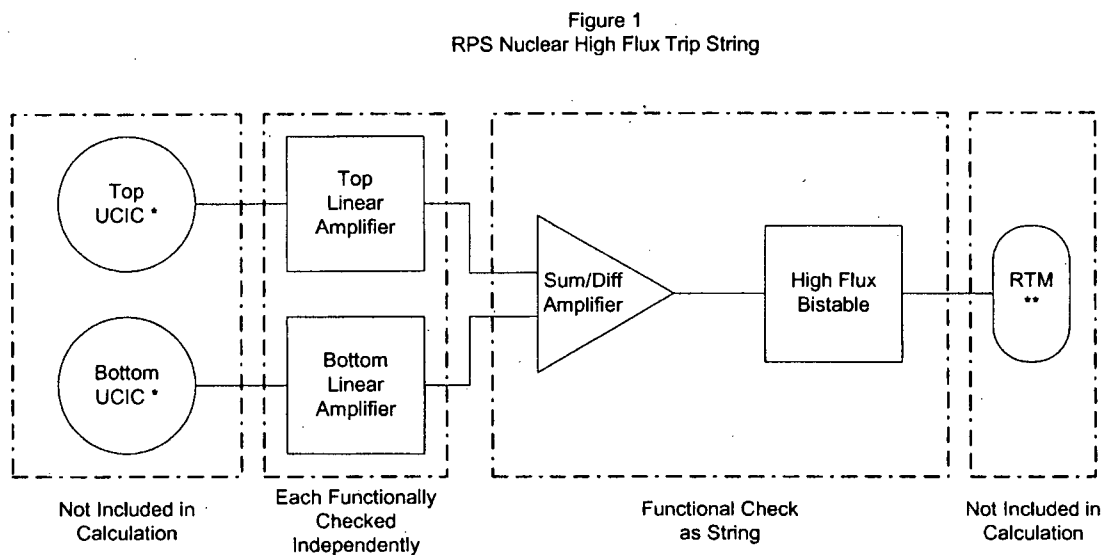 Figure 1
RPS Nuclear High Flux Trip String
Top
UCIC *
Top
Linear
Amplifier
Sum/Diff
Amplifier
High Flux
Bistable
RTM
**
Bottom
UCIC *
Bottom
Linear
Amplifier
Not Included in
Calculation
Each Functionally
Checked
Independently
Functional Check
as String
Not Included in
Calculation